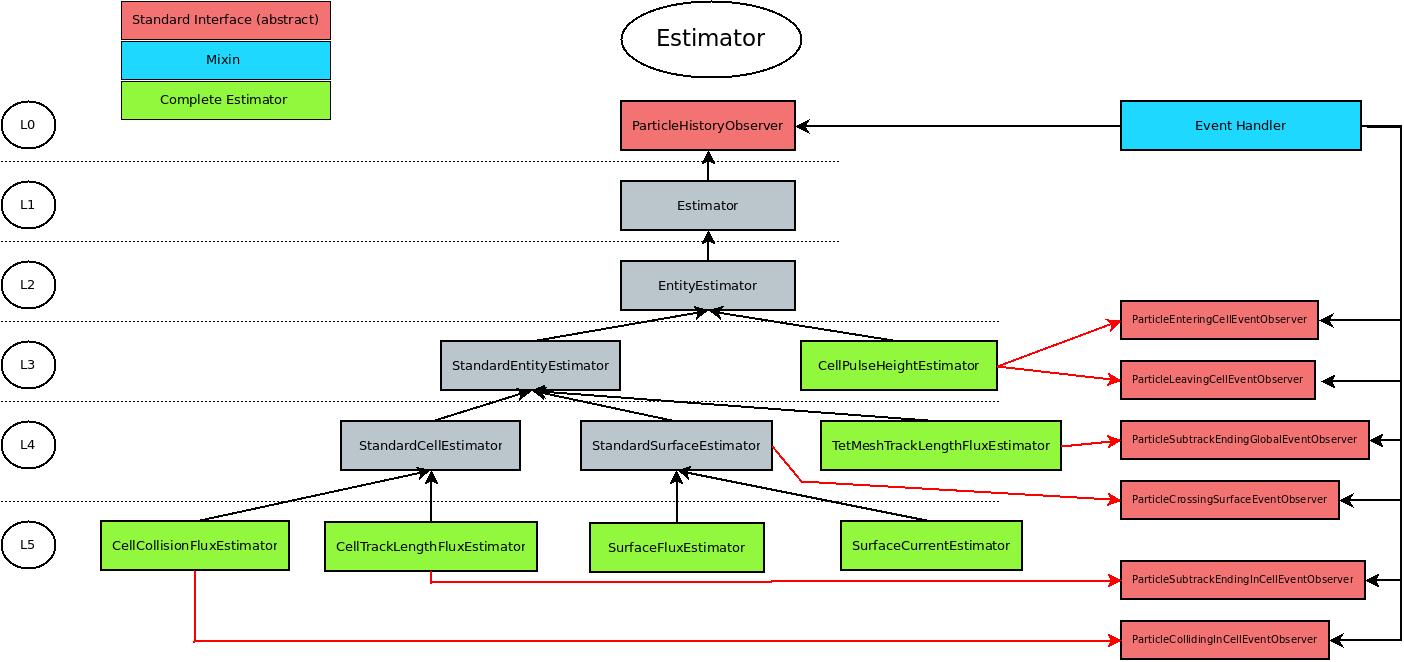 Standard Interface (abstract)
Mixin
Complete Estimator
Estimator
L0
ParticleHistoryObserver
Event Handler
L1
Estimator
L2
EntityEstimator
ParticleEnteringCellEventObserver
L3
StandardEntityEstimator
CellPulseHeightEstimator
ParticleLeavingCellEventObserver
L4
StandardCellEstimator
StandardSurfaceEstimator
TetMeshTrackLengthFluxEstimator
ParticleSubtrackEndingGlobalEventObserver
ParticleCrossingSurfaceEventObserver
L5
CellCollisionFluxEstimator
CellTrackLengthFluxEstimator
SurfaceFluxEstimator
SurfaceCurrentEstimator
ParticleSubtrackEndingInCellEventObserver
ParticleCollidingInCellEventObserver